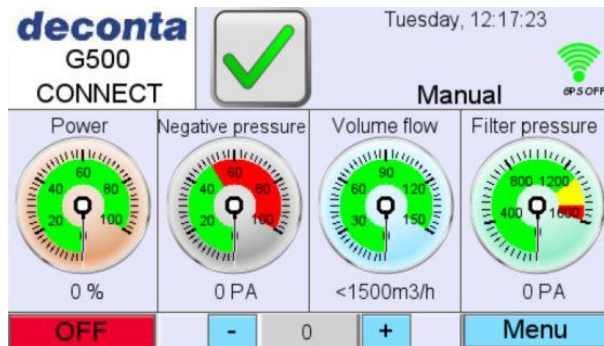 deconta
G500
CONNECT
Tuesday, 12:17:23
Manual
GPS OFF
Power
Negative pressure
Volume flow
Filter pressure
20 40 60 80 100
20 40 60 80 100
30 60 90 120 150
400 800 1200 1600
0 %
0 PA
<1500m3/h
0 PA
OFF
-
0
+
Menu